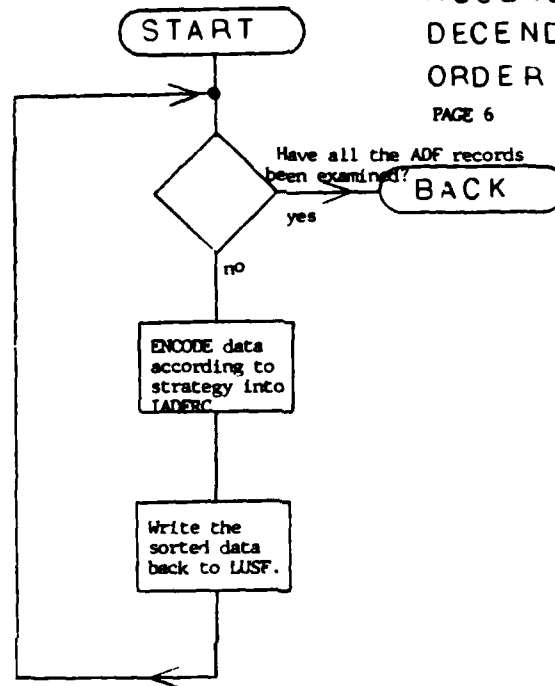 START
DECEND
ORDER
PAGE 6
Have all the ADF records
been examined?
BACK
yes
no
ENCODE data
according to
strategy into
IADFRC
Write the
sorted data
back to LUSF.